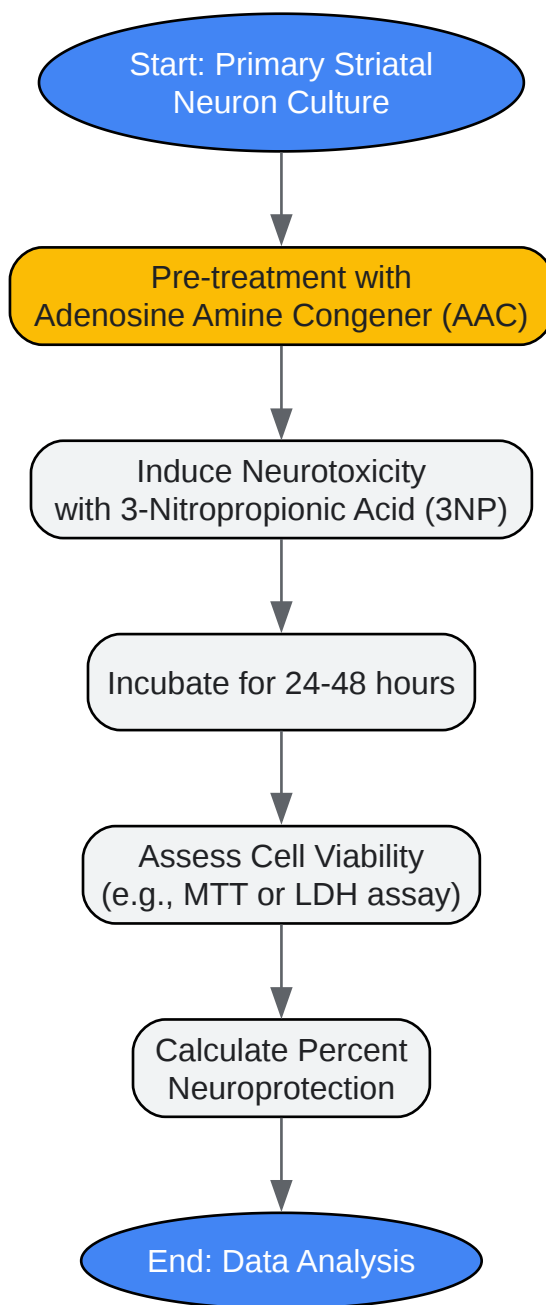 Start: Primary Striatal
Neuron Culture
Pre-treatment with
Adenosine Amine Congener (AAC)
Induce Neurotoxicity
with 3-Nitropropionic Acid (3NP)
Incubate for 24-48 hours
Assess Cell Viability
(e.g., MTT or LDH assay)
Calculate Percent
Neuroprotection
End: Data Analysis